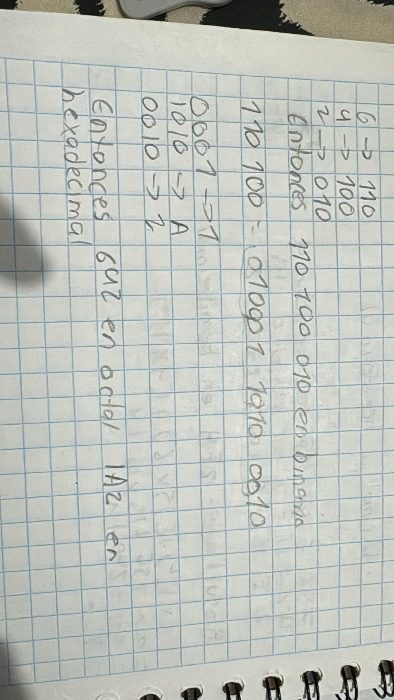 6 → 110
4 → 100
2 → 010
Entonces 110 100 010 en binario
110 100 = 010001 1010 0010
0001 → 1
1010 → A
0010 → 2
Entonces 642 en octal 1A2 en
hexadecimal